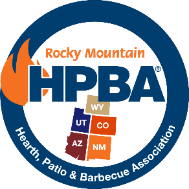 Rocky Mountain
HPBA®
WY
UT CO
AZ NM
Hearth, Patio & Barbecue Association